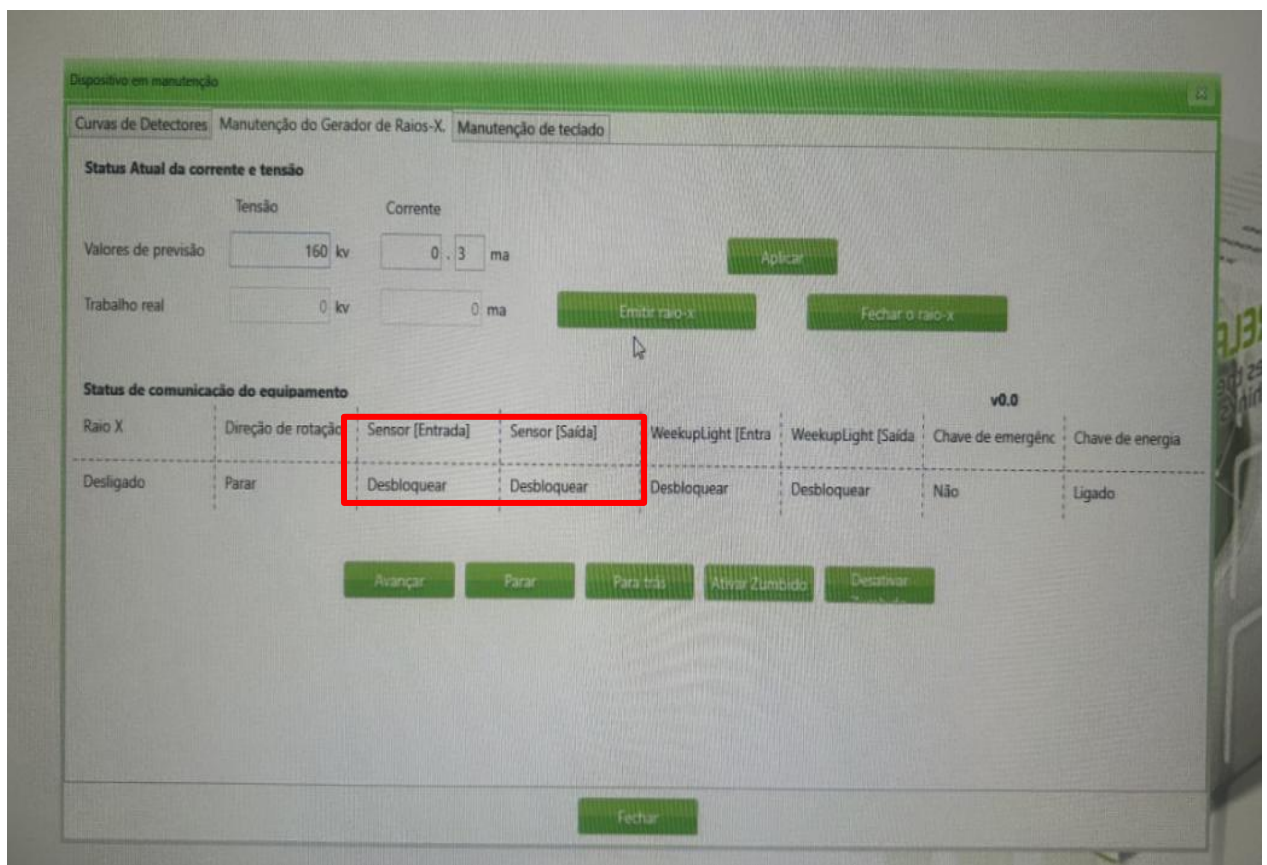 Dispositivo em manutenção
Curvas de Detectores Manutenção do Gerador de Raios-X. Manutenção de teclado
Status Atual da corrente e tensão
Tensão Corrente
Valores de previsão 160 kv 0 . 3 ma Aplicar
Trabalho real 0 kv 0 ma Emitir raio-x Fechar o raio-x
Status de comunicação do equipamento v0.0
Raio X Direção de rotação Sensor [Entrada] Sensor [Saída] WeekupLight [Entra WeekupLight [Saída Chave de emergênc Chave de energia
Desligado Parar Desbloquear Desbloquear Desbloquear Desbloquear Não Ligado
Avançar Parar Para trás Ativar Zumbido Desativar
Fechar